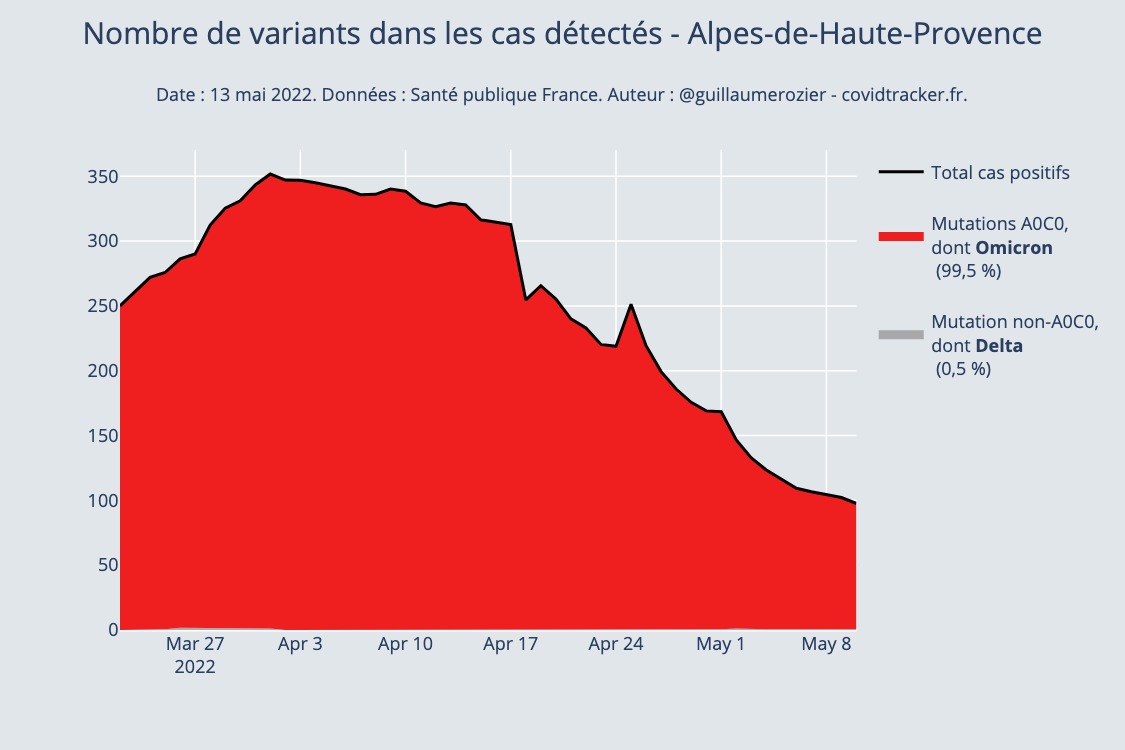 Nombre de variants dans les cas détectés - Alpes-de-Haute-Provence
Date : 13 mai 2022. Données : Santé publique France. Auteur : @guillaumerozier - covidtracker.fr.
350
300
250
200
150
100
50
0
Mar 27
2022
Apr 3
Apr 10
Apr 17
Apr 24
May 1
May 8
Total cas positifs
Mutations A0C0,
dont Omicron
(99,5 %)
Mutation non-A0C0,
dont Delta
(0,5 %)